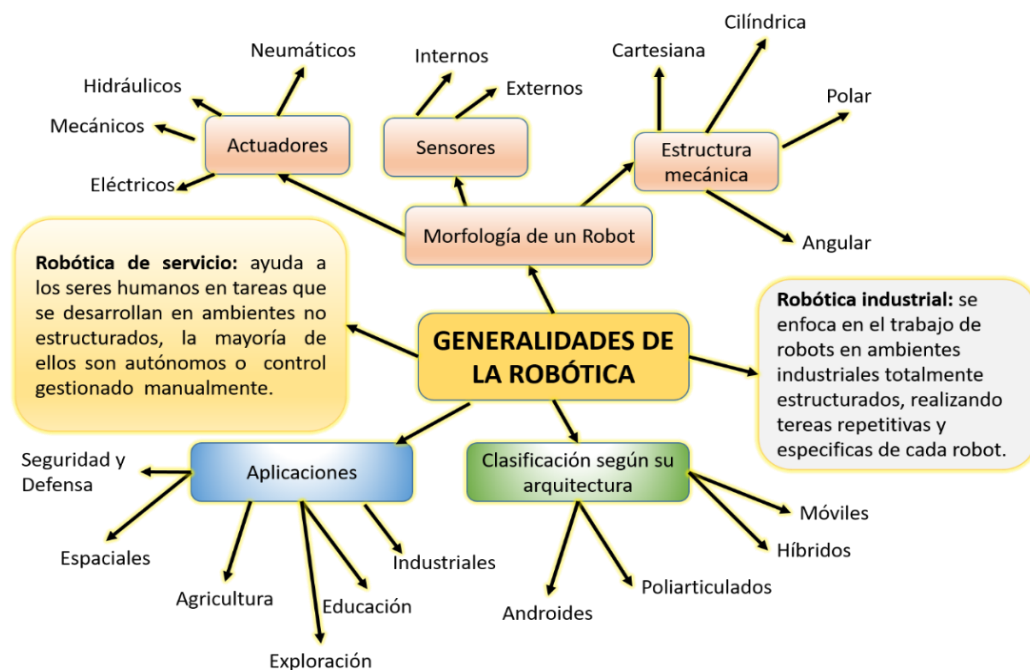 Cilíndrica
Neumáticos
Internos
Cartesiana
Hidráulicos
Externos
Polar
Mecánicos
Actuadores
Sensores
Estructura
mecánica
Eléctricos
Morfología de un Robot
Angular
Robótica de servicio: ayuda a
los seres humanos en tareas que
se desarrollan en ambientes no
estructurados, la mayoría de
ellos son autónomos o control
gestionado manualmente.
GENERALIDADES DE
LA ROBÓTICA
Robótica industrial: se
enfoca en el trabajo de
robots en ambientes
industriales totalmente
estructurados, realizando
tereas repetitivas y
especificas de cada robot.
Seguridad y
Defensa
Aplicaciones
Clasificación según su
arquitectura
Móviles
Espaciales
Industriales
Híbridos
Agricultura
Educación
Androides
Poliarticulados
Exploración